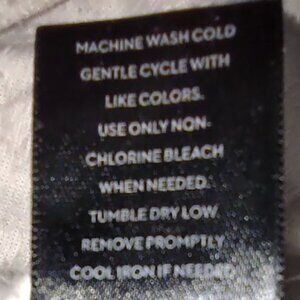 MACHINE WASH COLD
GENTLE CYCLE WITH
LIKE COLORS.
USE ONLY NON-
CHLORINE BLEACH
WHEN NEEDED.
TUMBLE DRY LOW
REMOVE PROMPTLY
COOL IRON IF NEEDED